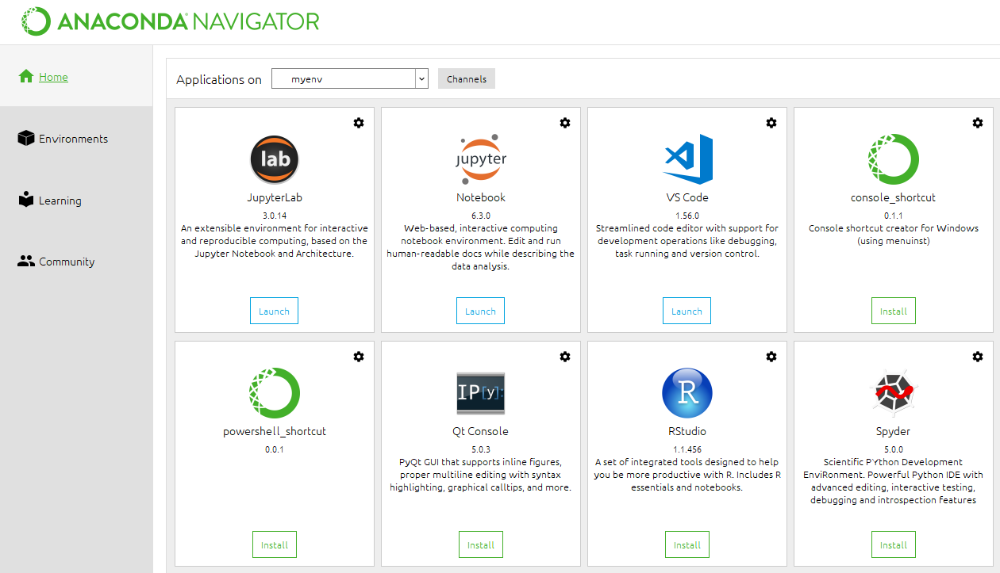 ANACONDA NAVIGATOR
Home
Environments
Learning
Community
Applications on myenv Channels
lab
JupyterLab
3.0.14
An extensible environment for interactive
and reproducible computing, based on the
Jupyter Notebook and Architecture.
Launch
jupyter
Notebook
6.3.0
Web-based, interactive computing
notebook environment. Edit and run
human-readable docs while describing the
data analysis.
Launch
VS Code
1.56.0
Streamlined code editor with support for
development operations like debugging,
task running and version control.
Launch
console_shortcut
0.1.1
Console shortcut creator for Windows
(using menuinst)
Install
powershell_shortcut
0.0.1
Install
IP[y]:
Qt Console
5.0.3
PyQt GUI that supports inline figures,
proper multiline editing with syntax
highlighting, graphical calltips, and more.
Install
R
RStudio
1.1.456
A set of integrated tools designed to help
you be more productive with R. Includes R
essentials and notebooks.
Install
Spyder
5.0.0
Scientific PYthon Development
EnviRonment. Powerful Python IDE with
advanced editing, interactive testing,
debugging and introspection features
Install